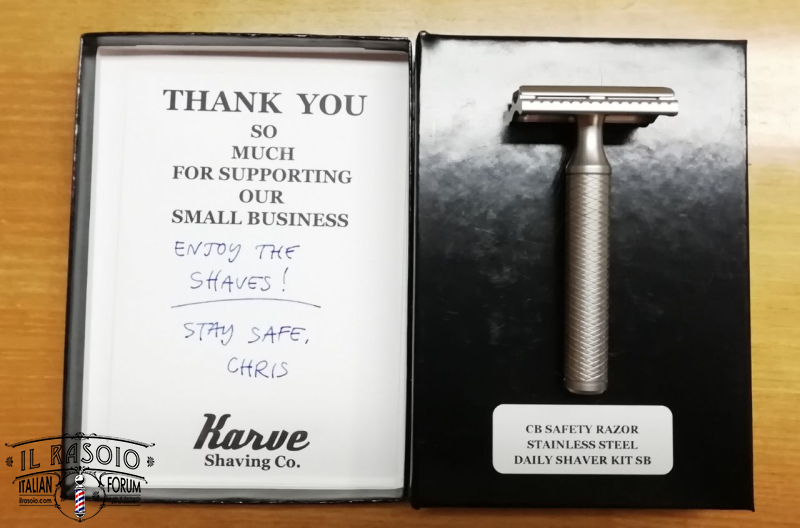 THANK YOU
SO
MUCH
FOR SUPPORTING
OUR
SMALL BUSINESS
ENJOY THE
SHAVES!
STAY SAFE,
CHRIS
Karve
Shaving Co.
CB SAFETY RAZOR
STAINLESS STEEL
DAILY SHAVER KIT SB
IL RASOIO
ITALIAN FORUM
ilrasoio.com